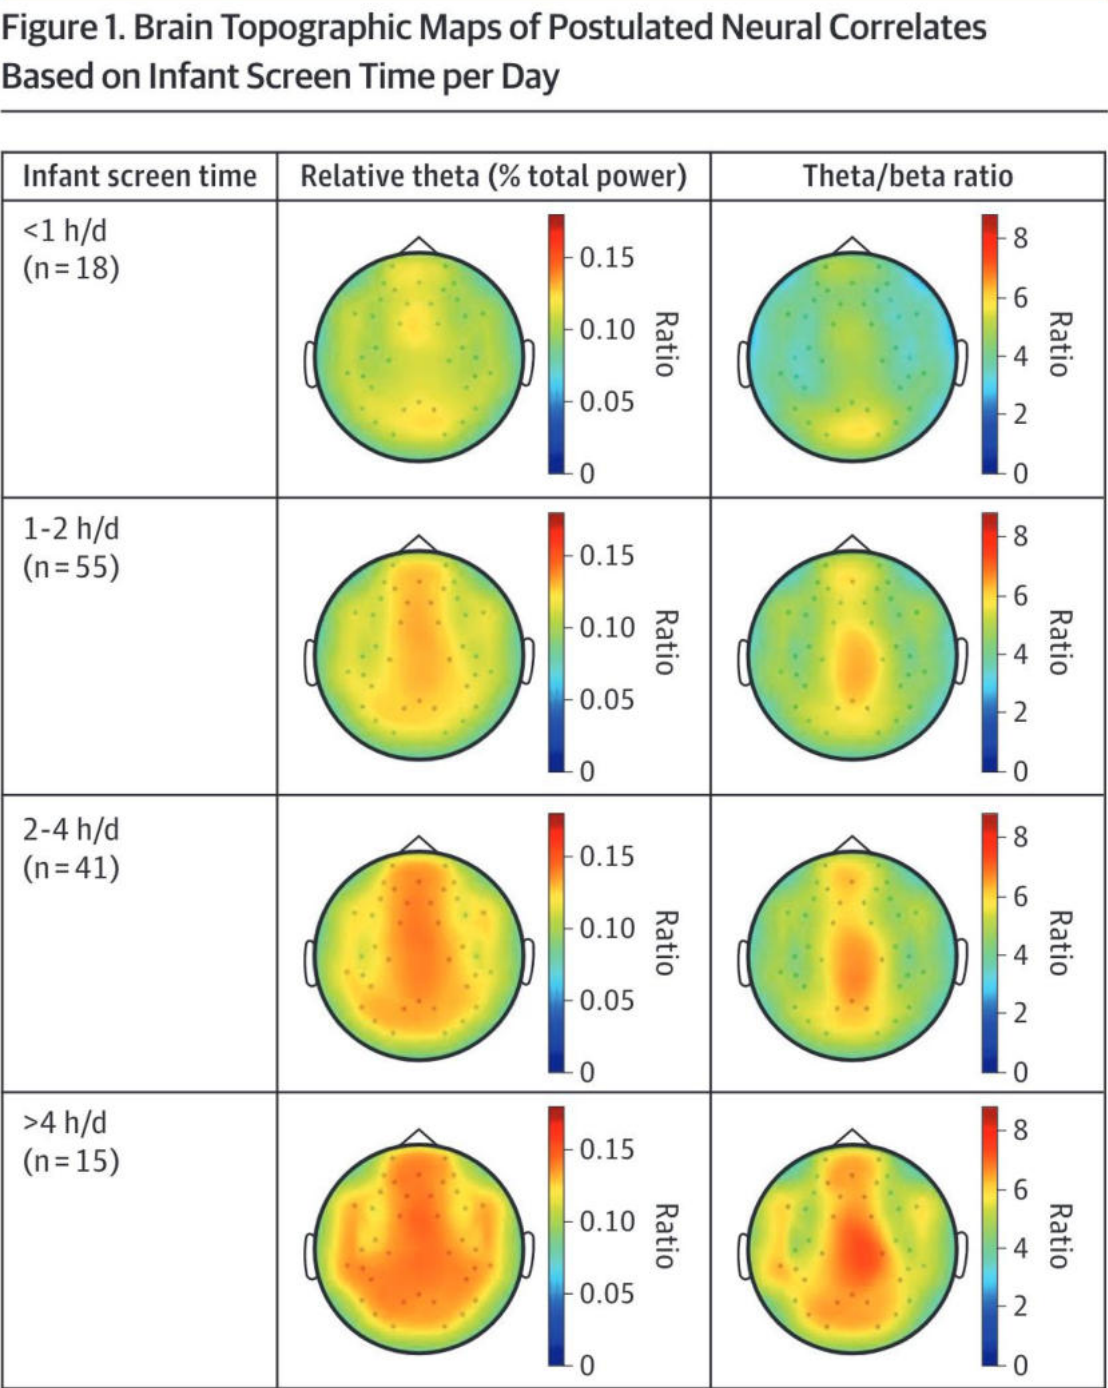 Figure 1. Brain Topographic Maps of Postulated Neural Correlates
Based on Infant Screen Time per Day
Infant screen time
Relative theta (% total power)
Theta/beta ratio
<1 h/d
(n=18)
0.15
0.10
0.05
0
Ratio
8
6
4
2
0
Ratio
1-2 h/d
(n=55)
0.15
0.10
0.05
0
Ratio
8
6
4
2
0
Ratio
2-4 h/d
(n=41)
0.15
0.10
0.05
0
Ratio
8
6
4
2
0
Ratio
>4 h/d
(n=15)
0.15
0.10
0.05
0
Ratio
8
6
4
2
0
Ratio